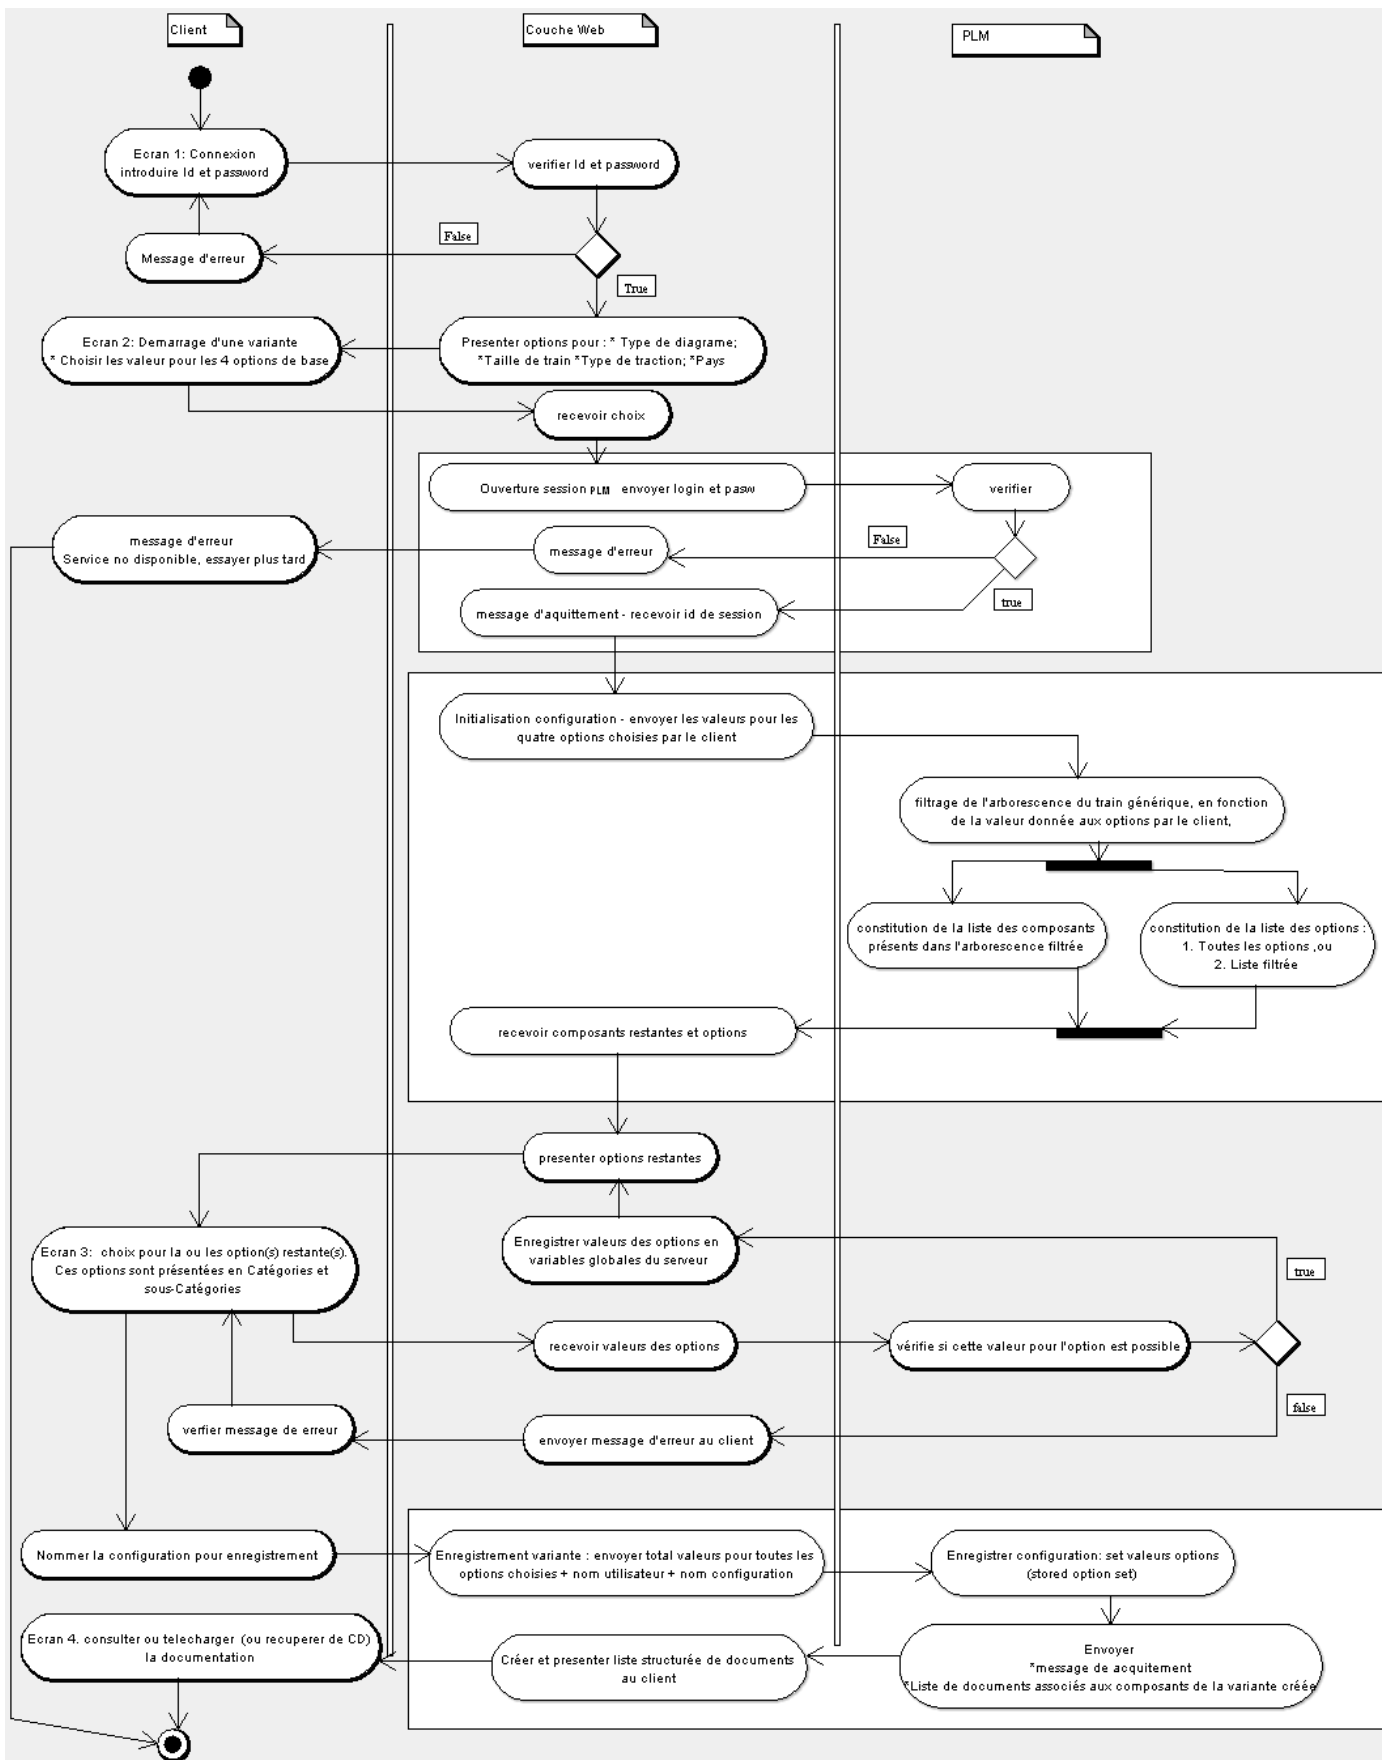 Client
Couche Web
PLM
Ecran 1: Connexion
introduire Id et password
verifier Id et password
False
Message d'erreur
True
Ecran 2: Demarrage d'une variante
* Choisir les valeur pour les 4 options de base
Presenter options pour : * Type de diagrame;
*Taille de train *Type de traction; *Pays
recevoir choix
Ouverture session PLM envoyer login et pasw
verifier
False
message d'erreur
message d'erreur
Service no disponible, essayer plus tard
true
message d'aquittement - recevoir id de session
Initialisation configuration - envoyer les valeurs pour les
quatre options choisies par le client
filtrage de l'arborescence du train générique, en fonction
de la valeur donnée aux options par le client,
constitution de la liste des composants
présents dans l'arborescence filtrée
constitution de la liste des options :
1. Toutes les options ,ou
2. Liste filtrée
recevoir composants restantes et options
presenter options restantes
Ecran 3: choix pour la ou les option(s) restante(s).
Ces options sont présentées en Catégories et
sous-Catégories
Enregistrer valeurs des options en
variables globales du serveur
true
recevoir valeurs des options
vérifie si cette valeur pour l'option est possible
false
verfier message de erreur
envoyer message d'erreur au client
Nommer la configuration pour enregistrement
Enregistrement variante : envoyer total valeurs pour toutes les
options choisies + nom utilisateur + nom configuration
Enregistrer configuration: set valeurs options
(stored option set)
Ecran 4. consulter ou telecharger (ou recuperer de CD)
la documentation
Créer et presenter liste structurée de documents
au client
Envoyer
*message de acquitement
*Liste de documents associés aux composants de la variante créée